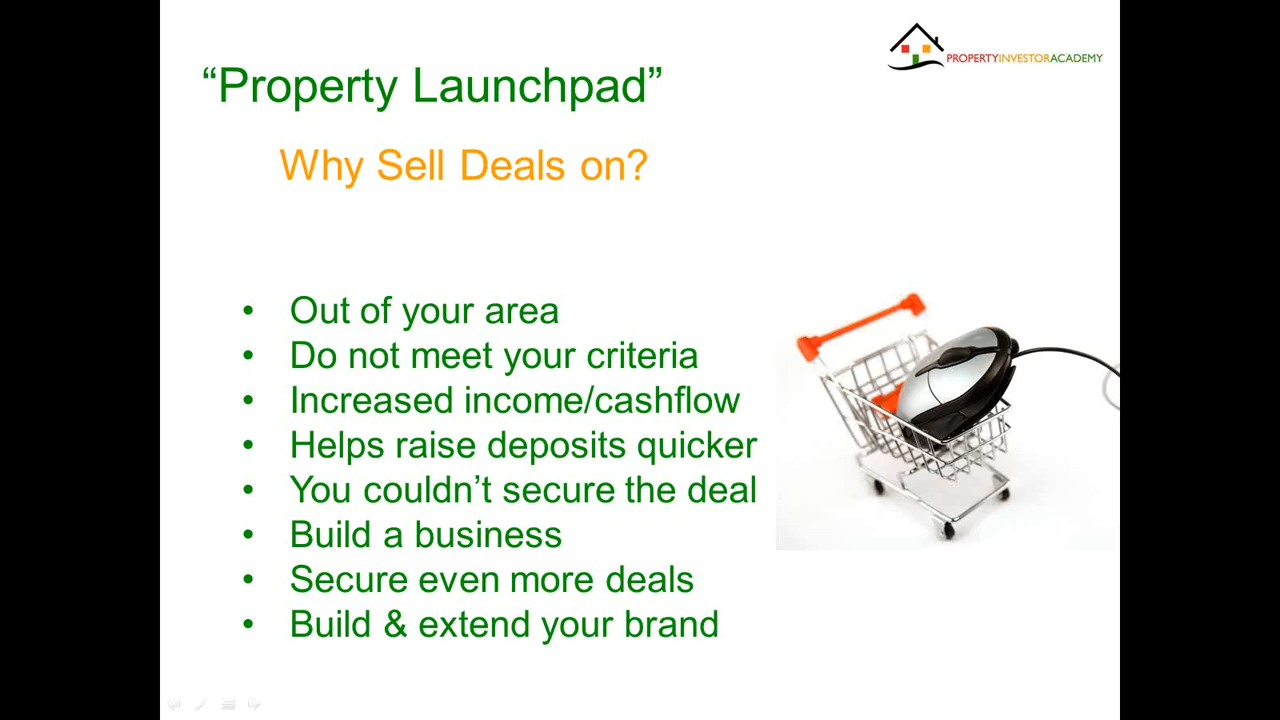 PROPERTYINVESTORACADEMY
“Property Launchpad”
Why Sell Deals on?
• Out of your area
• Do not meet your criteria
• Increased income/cashflow
• Helps raise deposits quicker
• You couldn’t secure the deal
• Build a business
• Secure even more deals
• Build & extend your brand